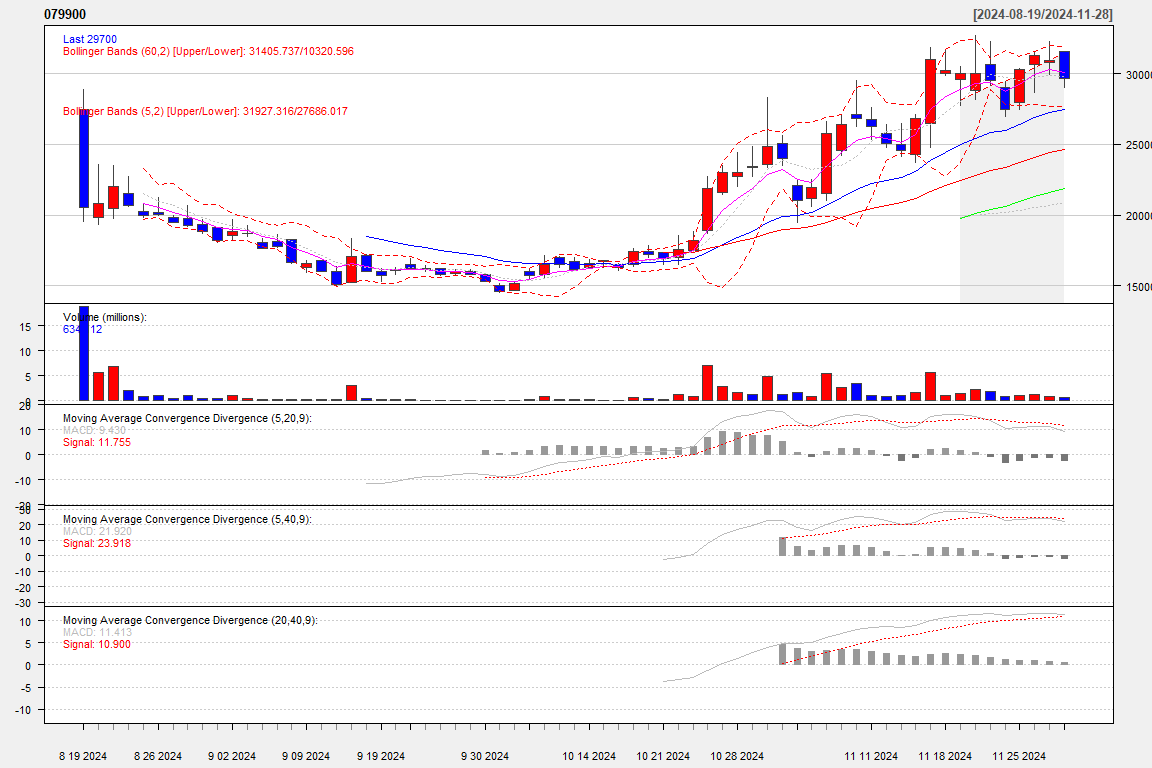 079900
[2024-08-19/2024-11-28]
Last 29700
Bollinger Bands (60,2) [Upper/Lower]: 31405.737/10320.596
Bollinger Bands (5,2) [Upper/Lower]: 31927.316/27686.017
30000
25000
20000
15000
Volume (millions):
15
10
5
0
Moving Average Convergence Divergence (5,20,9):
MACD: 9.430
Signal: 11.755
20
10
0
-10
-20
Moving Average Convergence Divergence (5,40,9):
MACD: 21.920
Signal: 23.918
30
20
10
0
-10
-20
-30
Moving Average Convergence Divergence (20,40,9):
MACD: 11.413
Signal: 10.900
10
5
0
-5
-10
8 19 2024
8 26 2024
9 02 2024
9 09 2024
9 19 2024
9 30 2024
10 14 2024
10 21 2024
10 28 2024
11 11 2024
11 18 2024
11 25 2024